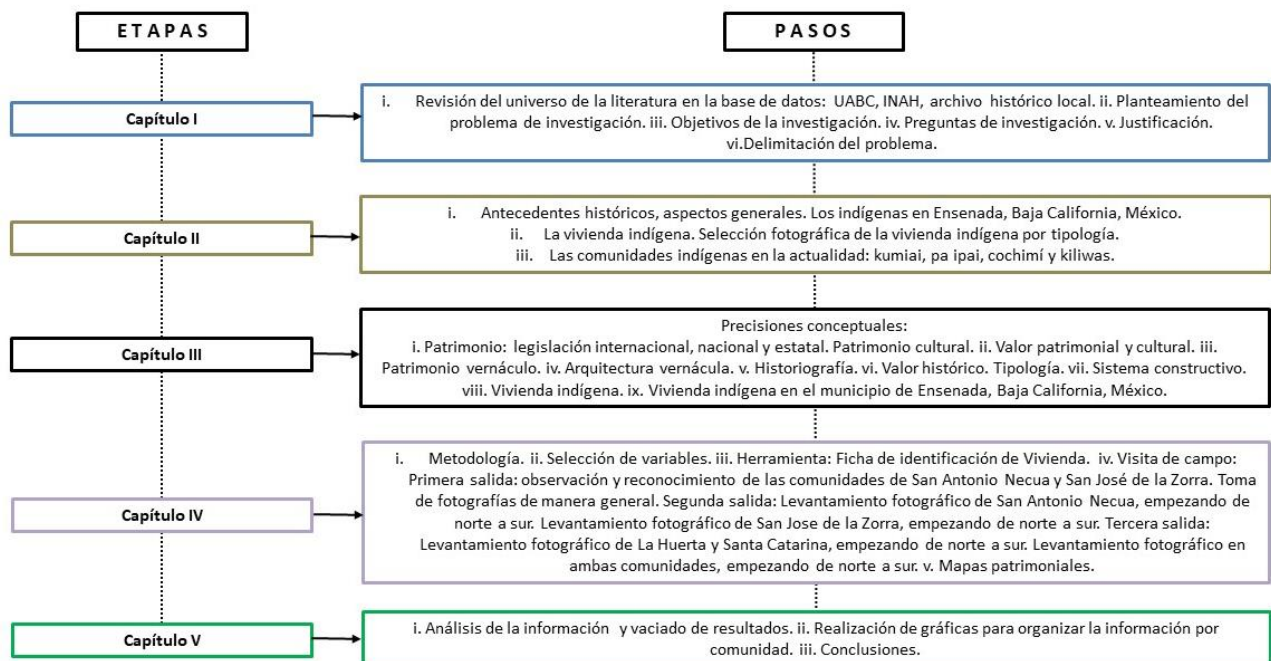 E T A P A S
P A S O S
Capítulo I
i. Revisión del universo de la literatura en la base de datos: UABC, INAH, archivo histórico local. ii. Planteamiento del
problema de investigación. iii. Objetivos de la investigación. iv. Preguntas de investigación. v. Justificación.
vi.Delimitación del problema.
Capítulo II
i. Antecedentes históricos, aspectos generales. Los indígenas en Ensenada, Baja California, México.
ii. La vivienda indígena. Selección fotográfica de la vivienda indígena por tipología.
iii. Las comunidades indígenas en la actualidad: kumiai, pa ipai, cochimí y kiliwas.
Capítulo III
Precisiones conceptuales:
i. Patrimonio: legislación internacional, nacional y estatal. Patrimonio cultural. ii. Valor patrimonial y cultural. iii.
Patrimonio vernáculo. iv. Arquitectura vernácula. v. Historiografía. vi. Valor histórico. Tipología. vii. Sistema constructivo.
viii. Vivienda indígena. ix. Vivienda indígena en el municipio de Ensenada, Baja California, México.
Capítulo IV
i. Metodología. ii. Selección de variables. iii. Herramienta: Ficha de identificación de Vivienda. iv. Visita de campo:
Primera salida: observación y reconocimiento de las comunidades de San Antonio Necua y San José de la Zorra. Toma
de fotografías de manera general. Segunda salida: Levantamiento fotográfico de San Antonio Necua, empezando de
norte a sur. Levantamiento fotográfico de San Jose de la Zorra, empezando de norte a sur. Tercera salida:
Levantamiento fotográfico de La Huerta y Santa Catarina, empezando de norte a sur. Levantamiento fotográfico en
ambas comunidades, empezando de norte a sur. v. Mapas patrimoniales.
Capítulo V
i. Análisis de la información y vaciado de resultados. ii. Realización de gráficas para organizar la información por
comunidad. iii. Conclusiones.